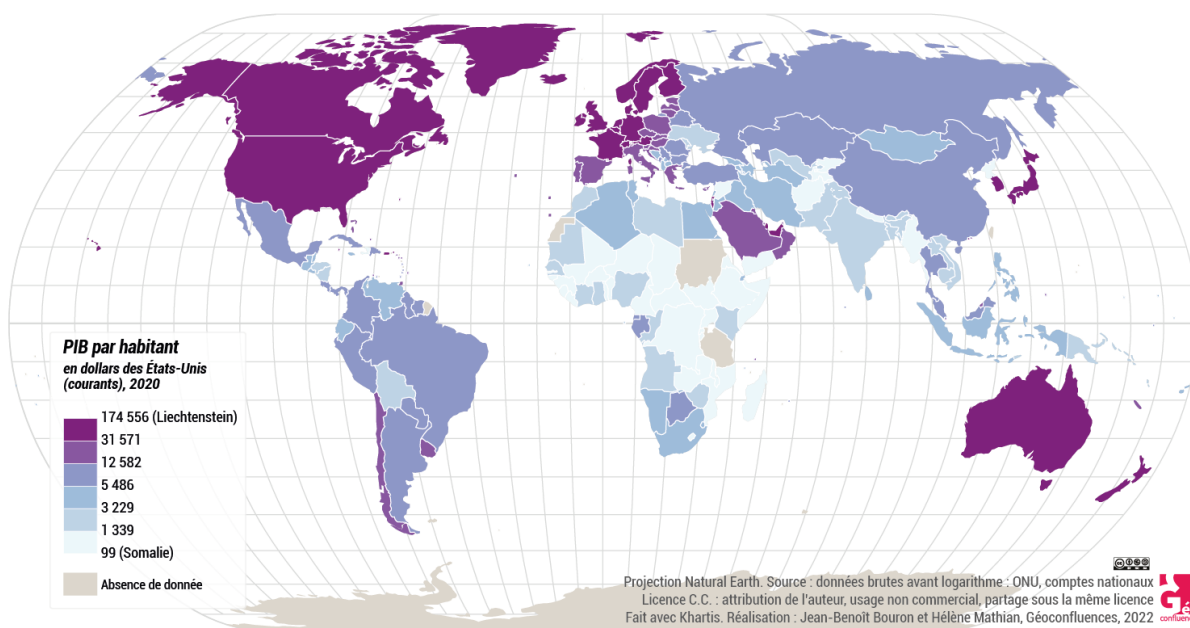 PIB par habitant
en dollars des États-Unis
(courants), 2020
174 556 (Liechtenstein)
31 571
12 582
5 486
3 229
1 339
99 (Somalie)
Absence de donnée
Projection Natural Earth. Source : données brutes avant logarithme : ONU, comptes nationaux
Licence C.C. : attribution de l'auteur, usage non commercial, partage sous la même licence
Fait avec Khartis. Réalisation : Jean-Benoît Bouron et Hélène Mathian, Géoconfluences, 2022